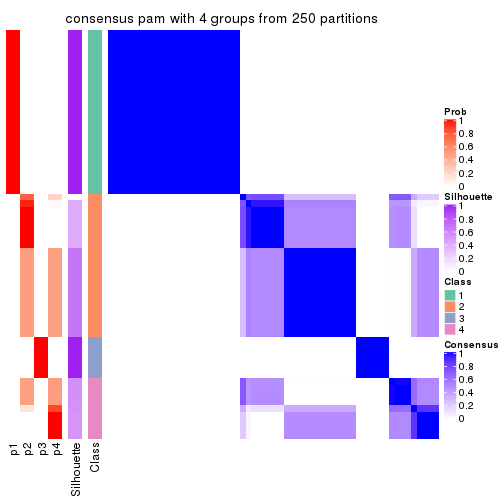 consensus pam with 4 groups from 250 partitions
Prob
1
0.8
0.6
0.4
0.2
0
Silhouette
1
0.8
0.6
0.4
0.2
0
Class
1
2
3
4
Consensus
1
0.8
0.6
0.4
0.2
0
p1
p2
p3
p4
Silhouette
Class